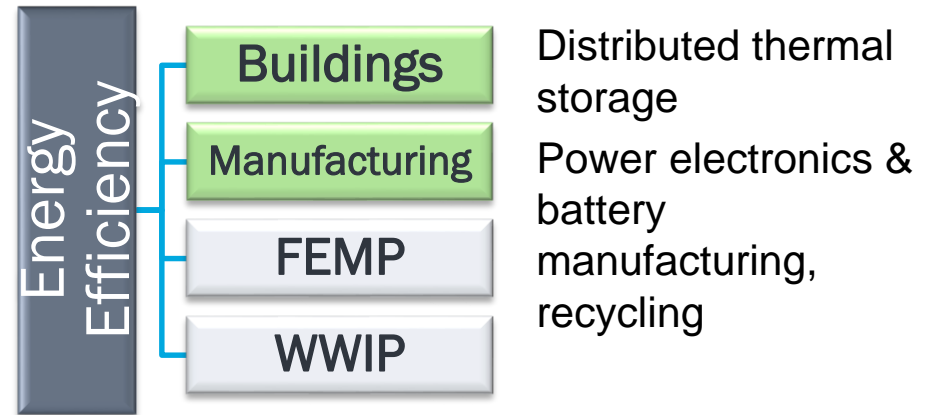 Energy
Efficiency
Buildings
Manufacturing
FEMP
WWIP
Distributed thermal
storage
Power electronics &
battery
manufacturing,
recycling